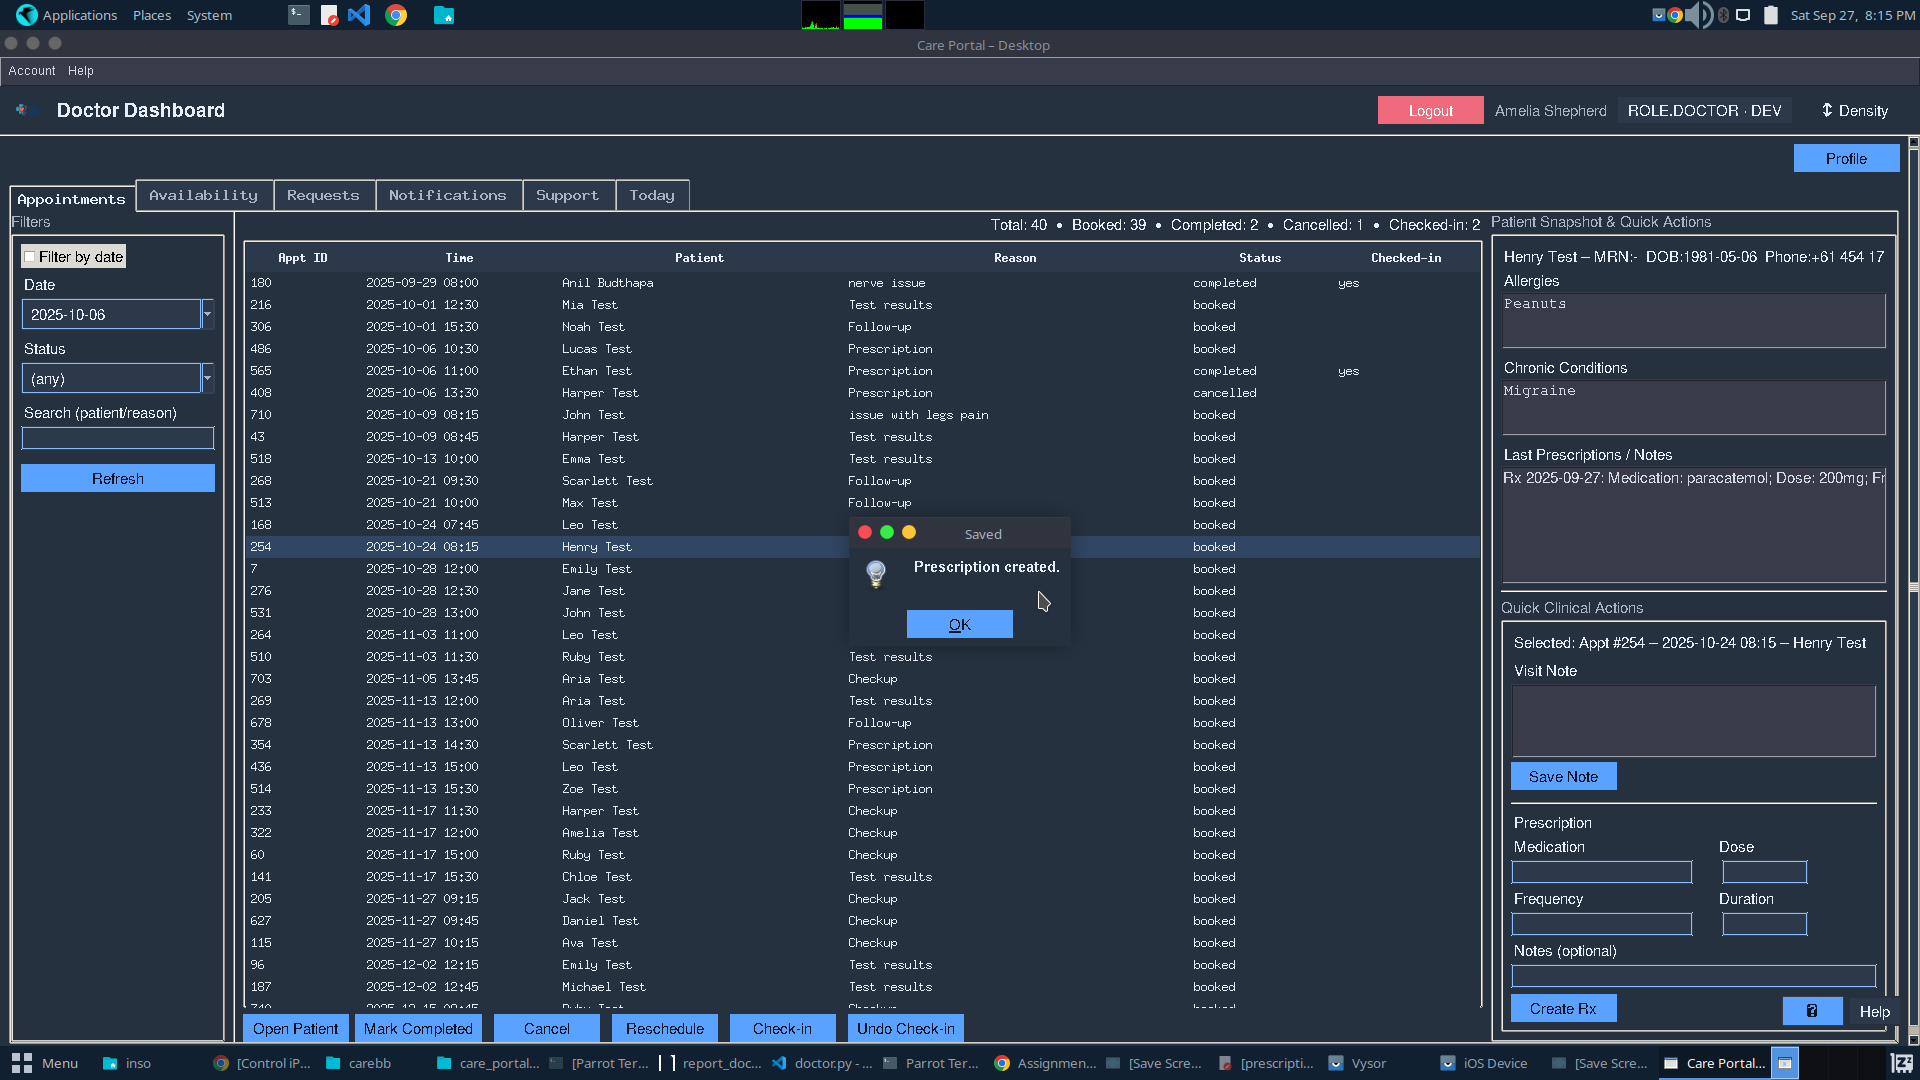 Applications Places System
Sat Sep 27, 8:15 PM
Care Portal – Desktop
Account Help
Doctor Dashboard
Logout Amelia Shepherd ROLE.DOCTOR · DEV ↕ Density
Profile
Appointments Availability Requests Notifications Support Today
Filters
Total: 40 • Booked: 39 • Completed: 2 • Cancelled: 1 • Checked-in: 2
Filter by date
Date
2025-10-06
Status
(any)
Search (patient/reason)
Refresh
Appt ID Time Patient Reason Status Checked-in
180 2025-09-29 08:00 Anil Budthapa nerve issue completed yes
216 2025-10-01 12:30 Mia Test Test results booked
306 2025-10-01 15:30 Noah Test Follow-up booked
486 2025-10-06 10:30 Lucas Test Prescription booked
565 2025-10-06 11:00 Ethan Test Prescription completed yes
408 2025-10-06 13:30 Harper Test Prescription cancelled
710 2025-10-09 08:15 John Test issue with legs pain booked
43 2025-10-09 08:45 Harper Test Test results booked
518 2025-10-13 10:00 Emma Test Test results booked
268 2025-10-21 09:30 Scarlett Test Follow-up booked
513 2025-10-21 10:00 Max Test Follow-up booked
168 2025-10-24 07:45 Leo Test booked
254 2025-10-24 08:15 Henry Test booked
7 2025-10-28 12:00 Emily Test booked
276 2025-10-28 12:30 Jane Test booked
531 2025-10-28 13:00 John Test booked
264 2025-11-03 11:00 Leo Test booked
510 2025-11-03 11:30 Ruby Test Test results booked
703 2025-11-05 13:45 Aria Test Checkup booked
269 2025-11-13 12:00 Aria Test Test results booked
678 2025-11-13 13:00 Oliver Test Follow-up booked
354 2025-11-13 14:30 Scarlett Test Prescription booked
436 2025-11-13 15:00 Leo Test Prescription booked
514 2025-11-13 15:30 Zoe Test Prescription booked
233 2025-11-17 11:30 Harper Test Checkup booked
322 2025-11-17 12:00 Amelia Test Checkup booked
60 2025-11-17 15:00 Ruby Test Checkup booked
141 2025-11-17 15:30 Chloe Test Test results booked
205 2025-11-27 09:15 Jack Test Checkup booked
627 2025-11-27 09:45 Daniel Test Checkup booked
115 2025-11-27 10:15 Ava Test Checkup booked
96 2025-12-02 12:15 Emily Test Test results booked
187 2025-12-02 12:45 Michael Test Test results booked
Open Patient Mark Completed Cancel Reschedule Check-in Undo Check-in
Saved
Prescription created.
OK
Patient Snapshot & Quick Actions
Henry Test – MRN:- DOB:1981-05-06 Phone:+61 454 17
Allergies
Peanuts
Chronic Conditions
Migraine
Last Prescriptions / Notes
Rx 2025-09-27: Medication: paracatemol; Dose: 200mg; Fr
Quick Clinical Actions
Selected: Appt #254 – 2025-10-24 08:15 – Henry Test
Visit Note
Save Note
Prescription
Medication Dose
Frequency Duration
Notes (optional)
Create Rx ? Help
Menu inso [Control iP... carebb care_portal... [Parrot Ter... report_doc... doctor.py - ... Parrot Ter... Assignmen... [Save Scre... [prescripti... Vysor iOS Device [Save Scre... Care Portal...